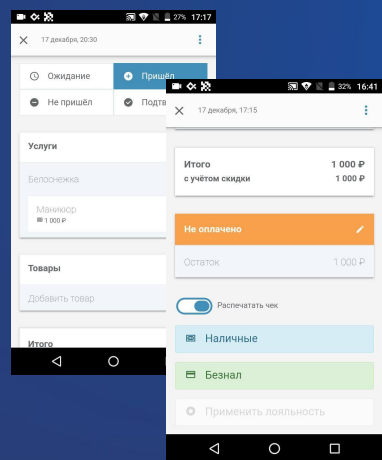 27% 17:17
17 декабря, 20:30
Ожидание
Пришёл
Не пришёл
Подтв
Услуги
Белоснежка
Маникюр
1 000 ₽
Товары
Добавить товар
Итого
32% 16:41
17 декабря, 17:15
Итого 1 000 ₽
с учётом скидки 1 000 ₽
Не оплачено
Остаток 1 000 ₽
Распечатать чек
Наличные
Безнал
Применить лояльность